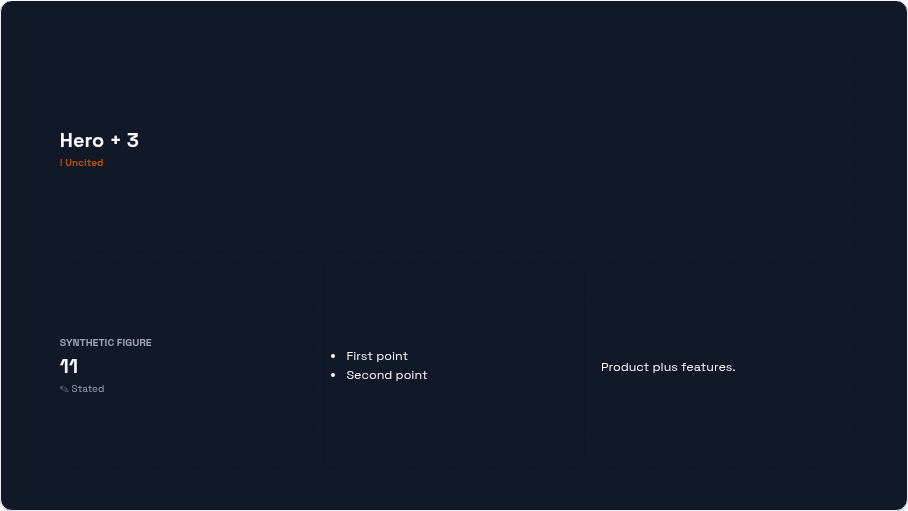 Hero + 3
! Uncited
SYNTHETIC FIGURE
11
✎ Stated
• First point
• Second point
Product plus features.